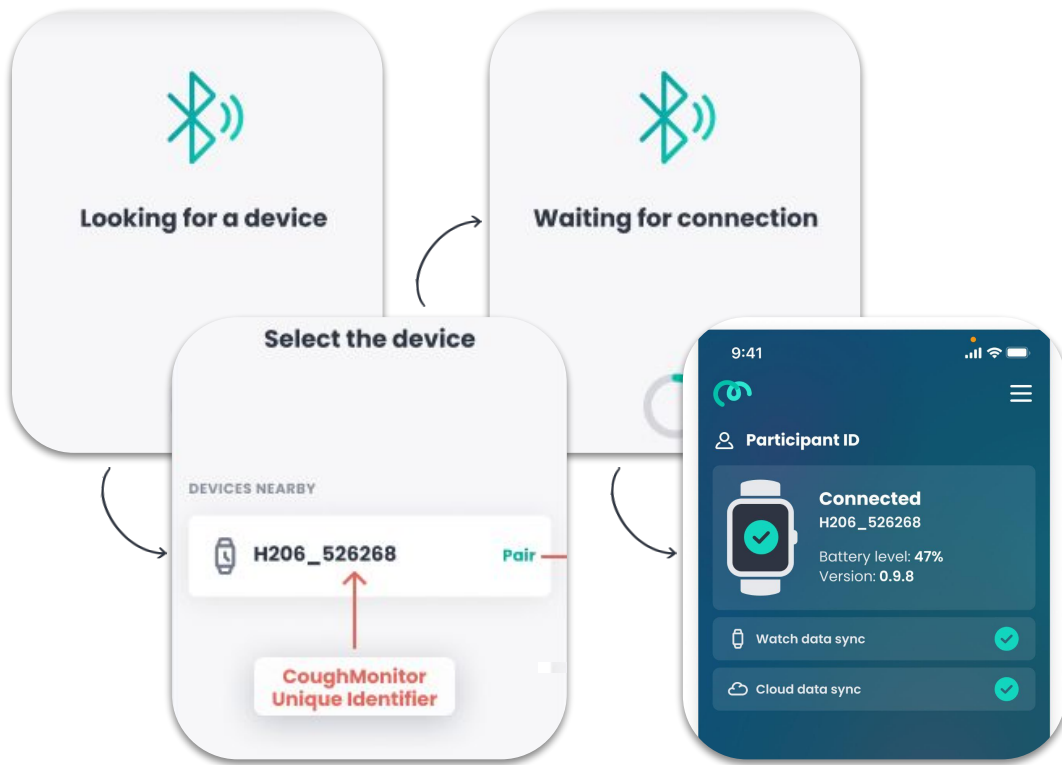 Looking for a device
Select the device
DEVICES NEARBY
H206_526268
Pair
CoughMonitor
Unique Identifier
Waiting for connection
9:41
Participant ID
Connected
H206_526268
Battery level: 47%
Version: 0.9.8
Watch data sync
Cloud data sync